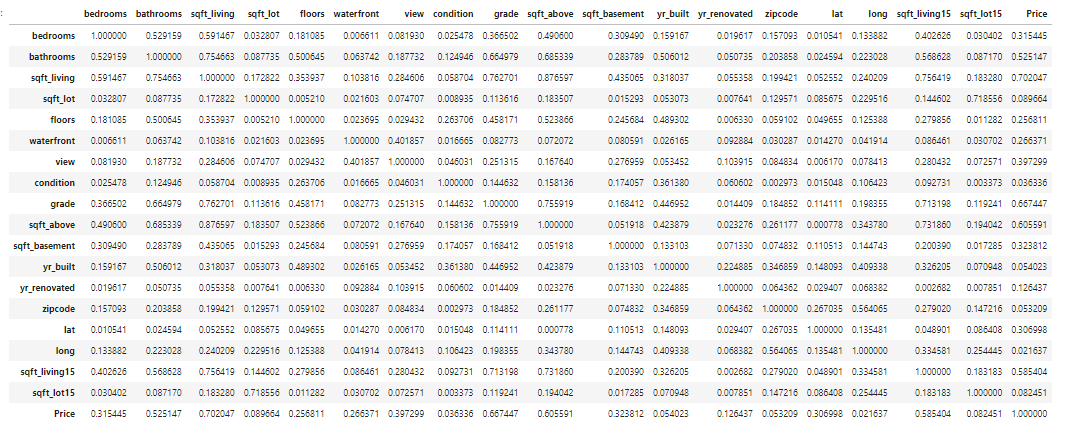 :
bedrooms bathrooms sqft_living sqft_lot floors waterfront view condition grade sqft_above sqft_basement yr_built yr_renovated zipcode lat long sqft_living15 sqft_lot15 Price
bedrooms 1.000000 0.529159 0.591467 0.032807 0.181085 0.006611 0.081930 0.025478 0.366502 0.490600 0.309490 0.159167 0.019617 0.157093 0.010541 0.133882 0.402626 0.030402 0.315445
bathrooms 0.529159 1.000000 0.754663 0.087735 0.500645 0.063742 0.187732 0.124946 0.664979 0.685339 0.283789 0.506012 0.050735 0.203858 0.024594 0.223028 0.568628 0.087170 0.525147
sqft_living 0.591467 0.754663 1.000000 0.172822 0.353937 0.103816 0.284606 0.058704 0.762701 0.876597 0.435065 0.318037 0.055358 0.199421 0.052552 0.240209 0.756419 0.183280 0.702047
sqft_lot 0.032807 0.087735 0.172822 1.000000 0.005210 0.021603 0.074707 0.008935 0.113616 0.183507 0.015293 0.053073 0.007641 0.129571 0.085675 0.229516 0.144602 0.718556 0.089664
floors 0.181085 0.500645 0.353937 0.005210 1.000000 0.023695 0.029432 0.263706 0.458171 0.523866 0.245684 0.489302 0.006330 0.059102 0.049655 0.125388 0.279856 0.011282 0.256811
waterfront 0.006611 0.063742 0.103816 0.021603 0.023695 1.000000 0.401857 0.016665 0.082773 0.072072 0.080591 0.026165 0.092884 0.030287 0.014270 0.041914 0.086461 0.030702 0.266371
view 0.081930 0.187732 0.284606 0.074707 0.029432 0.401857 1.000000 0.046031 0.251315 0.167640 0.276959 0.053452 0.103915 0.084834 0.006170 0.078413 0.280432 0.072571 0.397299
condition 0.025478 0.124946 0.058704 0.008935 0.263706 0.016665 0.046031 1.000000 0.144632 0.158136 0.174057 0.361380 0.060602 0.002973 0.015048 0.106423 0.092731 0.003373 0.036336
grade 0.366502 0.664979 0.762701 0.113616 0.458171 0.082773 0.251315 0.144632 1.000000 0.755919 0.168412 0.446952 0.014409 0.184852 0.114111 0.198355 0.713198 0.119241 0.667447
sqft_above 0.490600 0.685339 0.876597 0.183507 0.523866 0.072072 0.167640 0.158136 0.755919 1.000000 0.051918 0.423879 0.023276 0.261177 0.000778 0.343780 0.731860 0.194042 0.605591
sqft_basement 0.309490 0.283789 0.435065 0.015293 0.245684 0.080591 0.276959 0.174057 0.168412 0.051918 1.000000 0.133103 0.071330 0.074832 0.110513 0.144743 0.200390 0.017285 0.323812
yr_built 0.159167 0.506012 0.318037 0.053073 0.489302 0.026165 0.053452 0.361380 0.446952 0.423879 0.133103 1.000000 0.224885 0.346859 0.148093 0.409338 0.326205 0.070948 0.054023
yr_renovated 0.019617 0.050735 0.055358 0.007641 0.006330 0.092884 0.103915 0.060602 0.014409 0.023276 0.071330 0.224885 1.000000 0.064362 0.029407 0.068382 0.002682 0.007851 0.126437
zipcode 0.157093 0.203858 0.199421 0.129571 0.059102 0.030287 0.084834 0.002973 0.184852 0.261177 0.074832 0.346859 0.064362 1.000000 0.267035 0.564065 0.279020 0.147216 0.053209
lat 0.010541 0.024594 0.052552 0.085675 0.049655 0.014270 0.006170 0.015048 0.114111 0.000778 0.110513 0.148093 0.029407 0.267035 1.000000 0.135481 0.048901 0.086408 0.306998
long 0.133882 0.223028 0.240209 0.229516 0.125388 0.041914 0.078413 0.106423 0.198355 0.343780 0.144743 0.409338 0.068382 0.564065 0.135481 1.000000 0.334581 0.254445 0.021637
sqft_living15 0.402626 0.568628 0.756419 0.144602 0.279856 0.086461 0.280432 0.092731 0.713198 0.731860 0.200390 0.326205 0.002682 0.279020 0.048901 0.334581 1.000000 0.183183 0.585404
sqft_lot15 0.030402 0.087170 0.183280 0.718556 0.011282 0.030702 0.072571 0.003373 0.119241 0.194042 0.017285 0.070948 0.007851 0.147216 0.086408 0.254445 0.183183 1.000000 0.082451
Price 0.315445 0.525147 0.702047 0.089664 0.256811 0.266371 0.397299 0.036336 0.667447 0.605591 0.323812 0.054023 0.126437 0.053209 0.306998 0.021637 0.585404 0.082451 1.000000